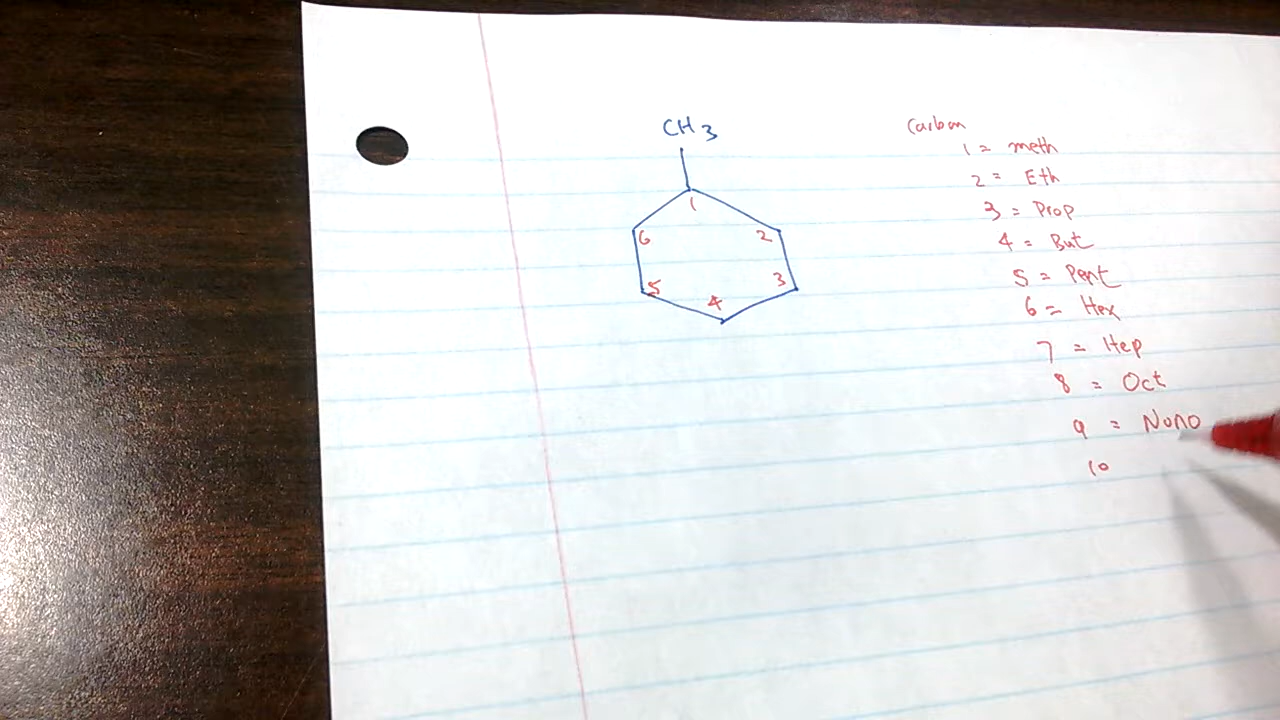 CH3
1
6 2
5 3
4
Carbon
1 = meth
2 = Eth
3 = Prop
4 = But
5 = Pent
6 = Hex
7 = Hep
8 = Oct
9 = Nono
10